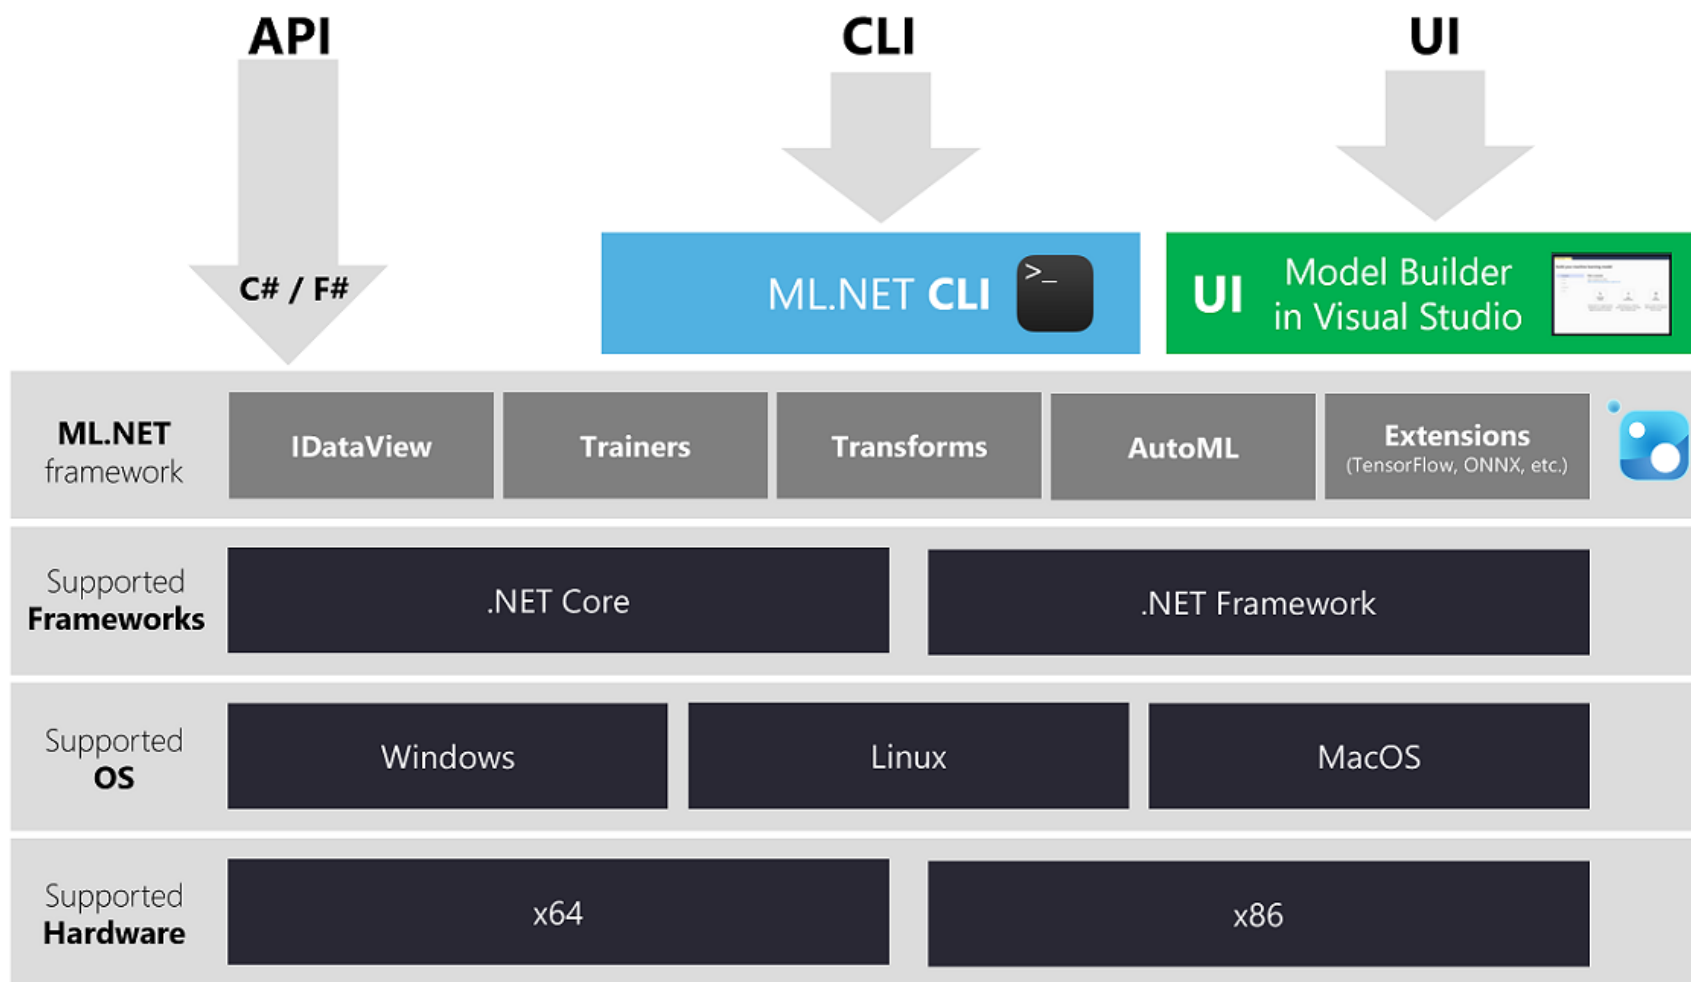 API
CLI
UI
C# / F#
ML.NET CLI
>_
UI
Model Builder
in Visual Studio
ML.NET
framework
IDataView
Trainers
Transforms
AutoML
Extensions
(TensorFlow, ONNX, etc.)
Supported
Frameworks
.NET Core
.NET Framework
Supported
OS
Windows
Linux
MacOS
Supported
Hardware
x64
x86